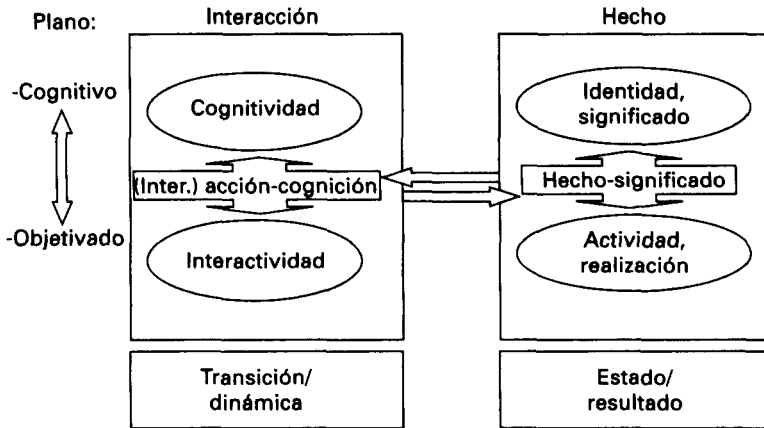 Plano:
Interacción
Hecho
-Cognitivo
Cognitividad
Identidad,
significado
(Inter.) acción-cognición
Hecho-significado
-Objetivado
Interactividad
Actividad,
realización
Transición/
dinámica
Estado/
resultado